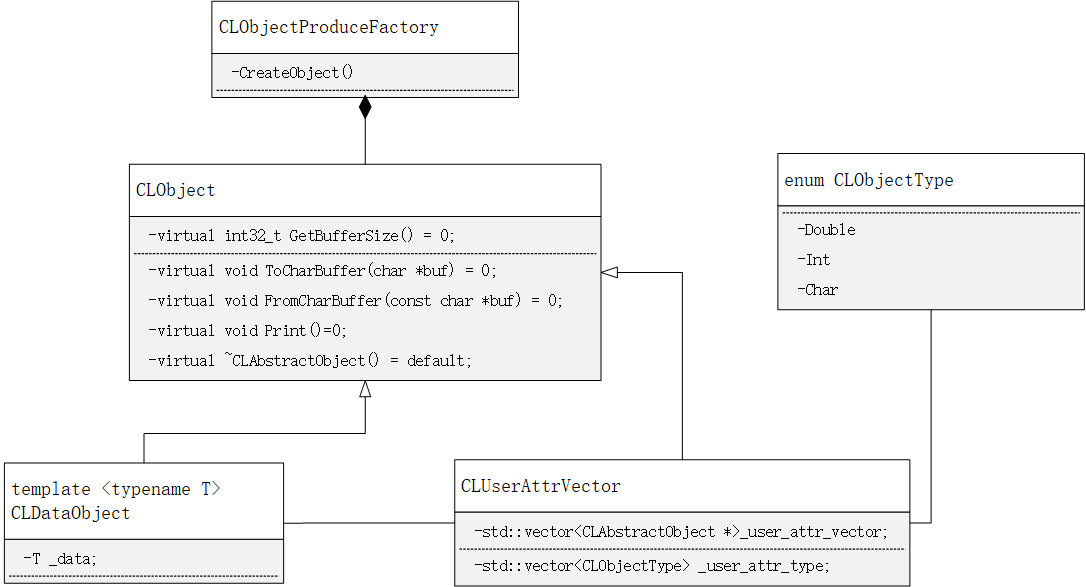 CLObjectProduceFactory
-CreateObject()
CLObject
-virtual int32_t GetBufferSize() = 0;
-virtual void ToCharBuffer(char *buf) = 0;
-virtual void FromCharBuffer(const char *buf) = 0;
-virtual void Print()=0;
-virtual ~CLAbstractObject() = default;
enum CLObjectType
-Double
-Int
-Char
template <typename T>
CLDataObject
-T _data;
CLUserAttrVector
-std::vector<CLAbstractObject *>_user_attr_vector;
-std::vector<CLObjectType> _user_attr_type;